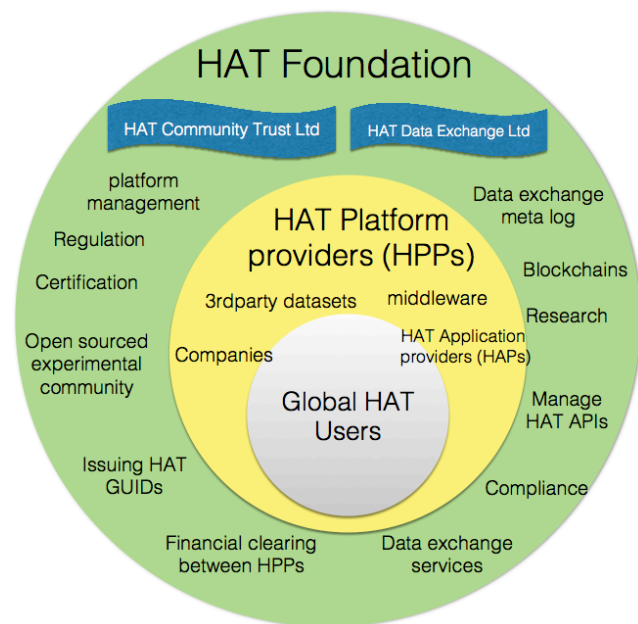 HAT Foundation
HAT Community Trust Ltd
HAT Data Exchange Ltd
platform
management
Regulation
Certification
Open sourced
experimental
community
Issuing HAT
GUIDs
Financial clearing
between HPPs
HAT Platform
providers (HPPs)
3rdparty datasets
middleware
Companies
HAT Application
providers (HAPs)
Global HAT
Users
Data exchange
meta log
Blockchains
Research
Manage
HAT APIs
Compliance
Data exchange
services